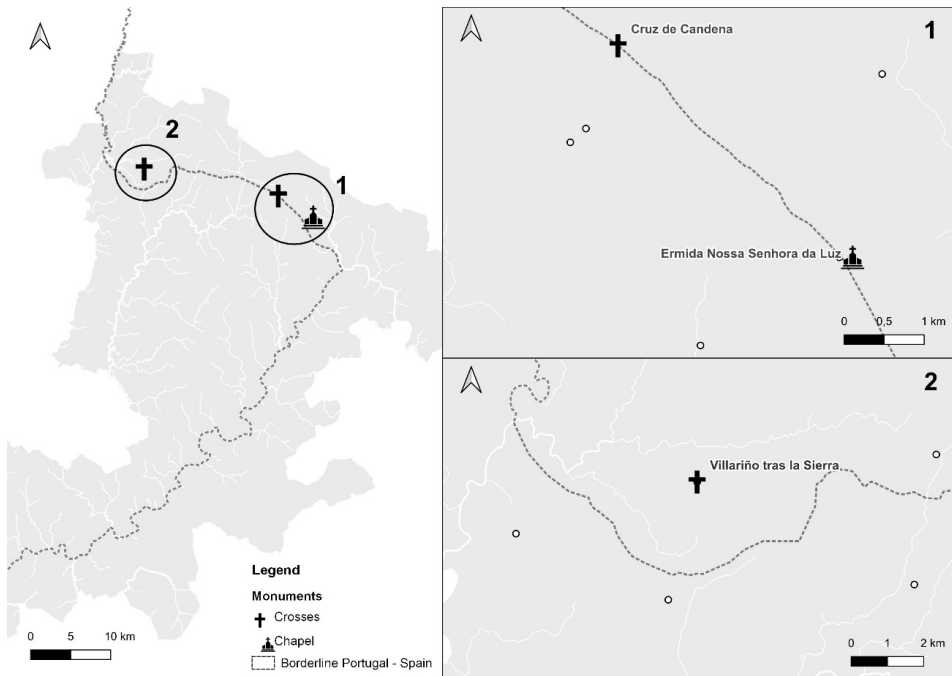 2
1
Legend
Monuments
Crosses
Chapel
Borderline Portugal - Spain
0 5 10 km
1
Cruz de Candena
Ermida Nossa Senhora da Luz
0 0,5 1 km
2
Villariño tras la Sierra
0 1 2 km